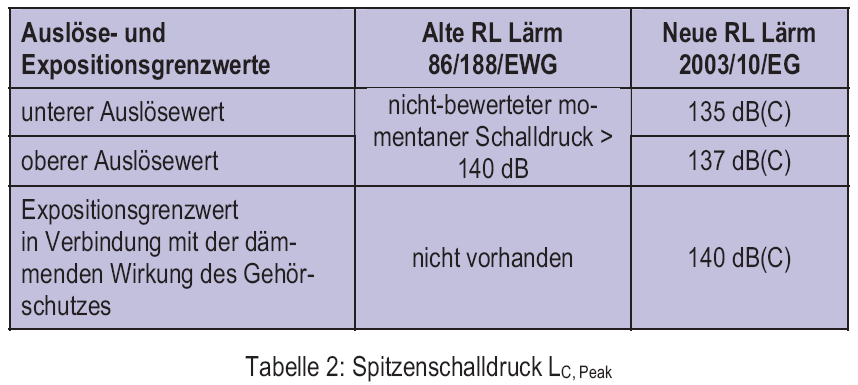 Auslöse- und
Expositionsgrenzwerte
Alte RL Lärm
86/188/EWG
Neue RL Lärm
2003/10/EG
unterer Auslösewert
nicht-bewerteter mo-
mentaner Schalldruck >
140 dB
135 dB(C)
oberer Auslösewert
137 dB(C)
Expositionsgrenzwert
in Verbindung mit der däm-
menden Wirkung des Gehör-
schutzes
nicht vorhanden
140 dB(C)
Tabelle 2: Spitzenschalldruck LC, Peak